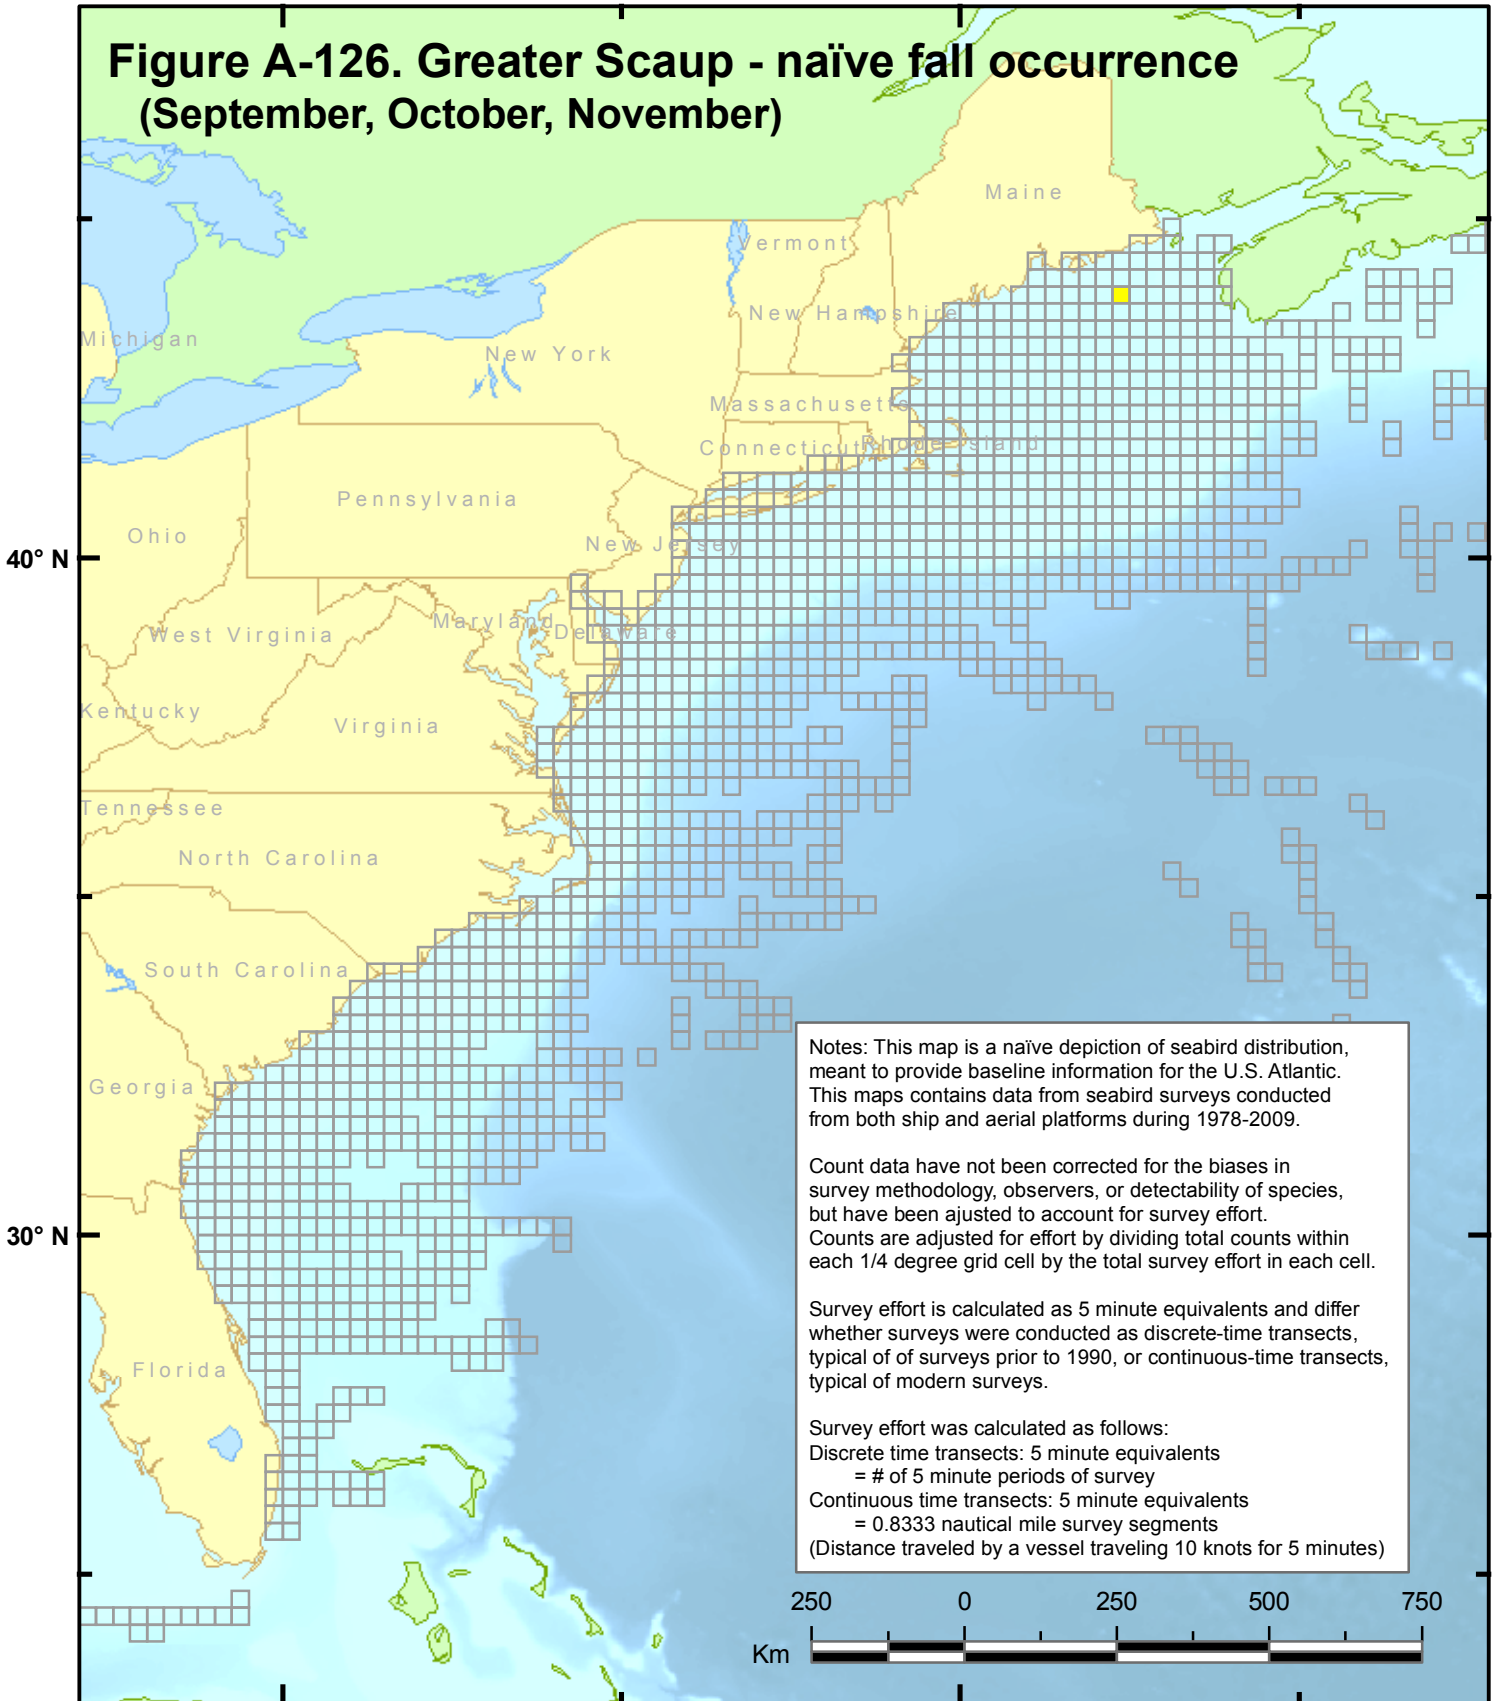 Figure A-126. Greater Scaup - naïve fall occurrence
(September, October, November)
Maine
Vermont
New Hampshire
Michigan
New York
Massachusetts
Connecticut
Rhode Island
Pennsylvania
Ohio
New Jersey
40° N
Maryland
Delaware
West Virginia
Kentucky
Virginia
Tennessee
North Carolina
South Carolina
Georgia
30° N
Florida
Notes: This map is a naïve depiction of seabird distribution,
meant to provide baseline information for the U.S. Atlantic.
This maps contains data from seabird surveys conducted
from both ship and aerial platforms during 1978-2009.
Count data have not been corrected for the biases in
survey methodology, observers, or detectability of species,
but have been ajusted to account for survey effort.
Counts are adjusted for effort by dividing total counts within
each 1/4 degree grid cell by the total survey effort in each cell.
Survey effort is calculated as 5 minute equivalents and differ
whether surveys were conducted as discrete-time transects,
typical of of surveys prior to 1990, or continuous-time transects,
typical of modern surveys.
Survey effort was calculated as follows:
Discrete time transects: 5 minute equivalents
= # of 5 minute periods of survey
Continuous time transects: 5 minute equivalents
= 0.8333 nautical mile survey segments
(Distance traveled by a vessel traveling 10 knots for 5 minutes)
250 0 250 500 750
Km